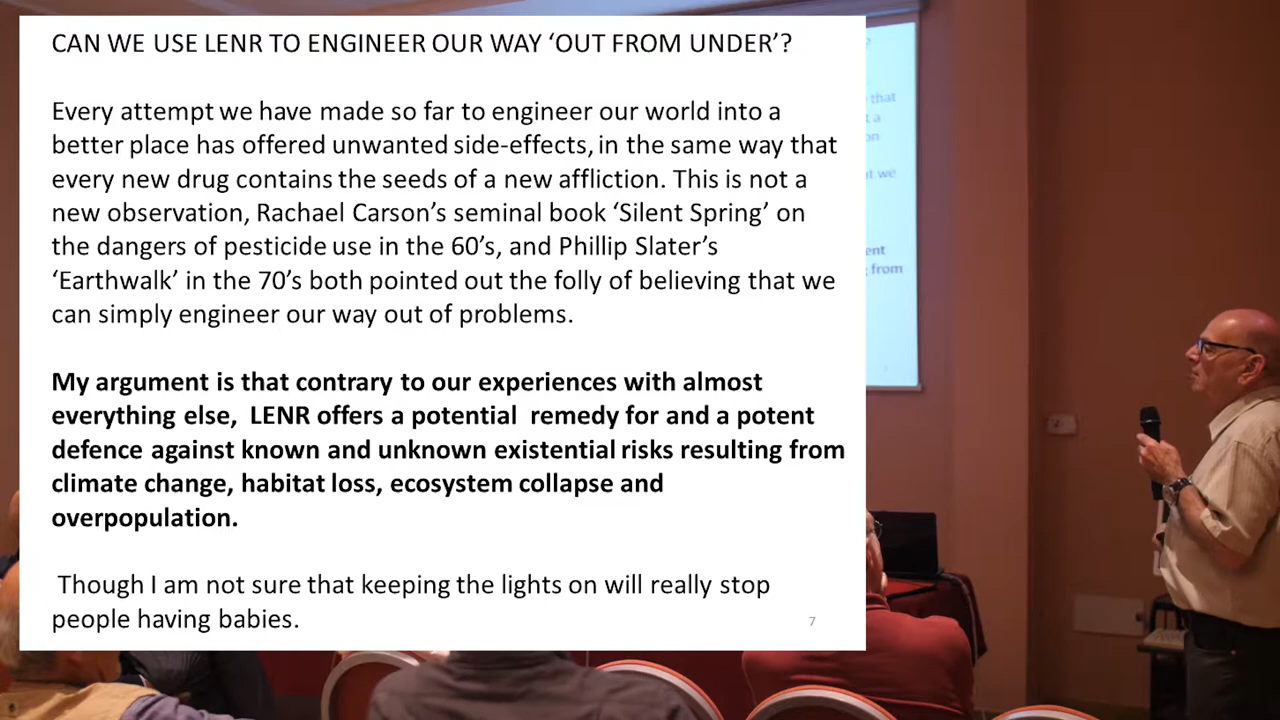 CAN WE USE LENR TO ENGINEER OUR WAY ‘OUT FROM UNDER’?
Every attempt we have made so far to engineer our world into a
better place has offered unwanted side-effects, in the same way that
every new drug contains the seeds of a new affliction. This is not a
new observation, Rachael Carson’s seminal book ‘Silent Spring’ on
the dangers of pesticide use in the 60’s, and Phillip Slater’s
‘Earthwalk’ in the 70’s both pointed out the folly of believing that we
can simply engineer our way out of problems.
My argument is that contrary to our experiences with almost
everything else, LENR offers a potential remedy for and a potent
defence against known and unknown existential risks resulting from
climate change, habitat loss, ecosystem collapse and
overpopulation.
Though I am not sure that keeping the lights on will really stop
people having babies.
7
that
a
on
t we
ent
from